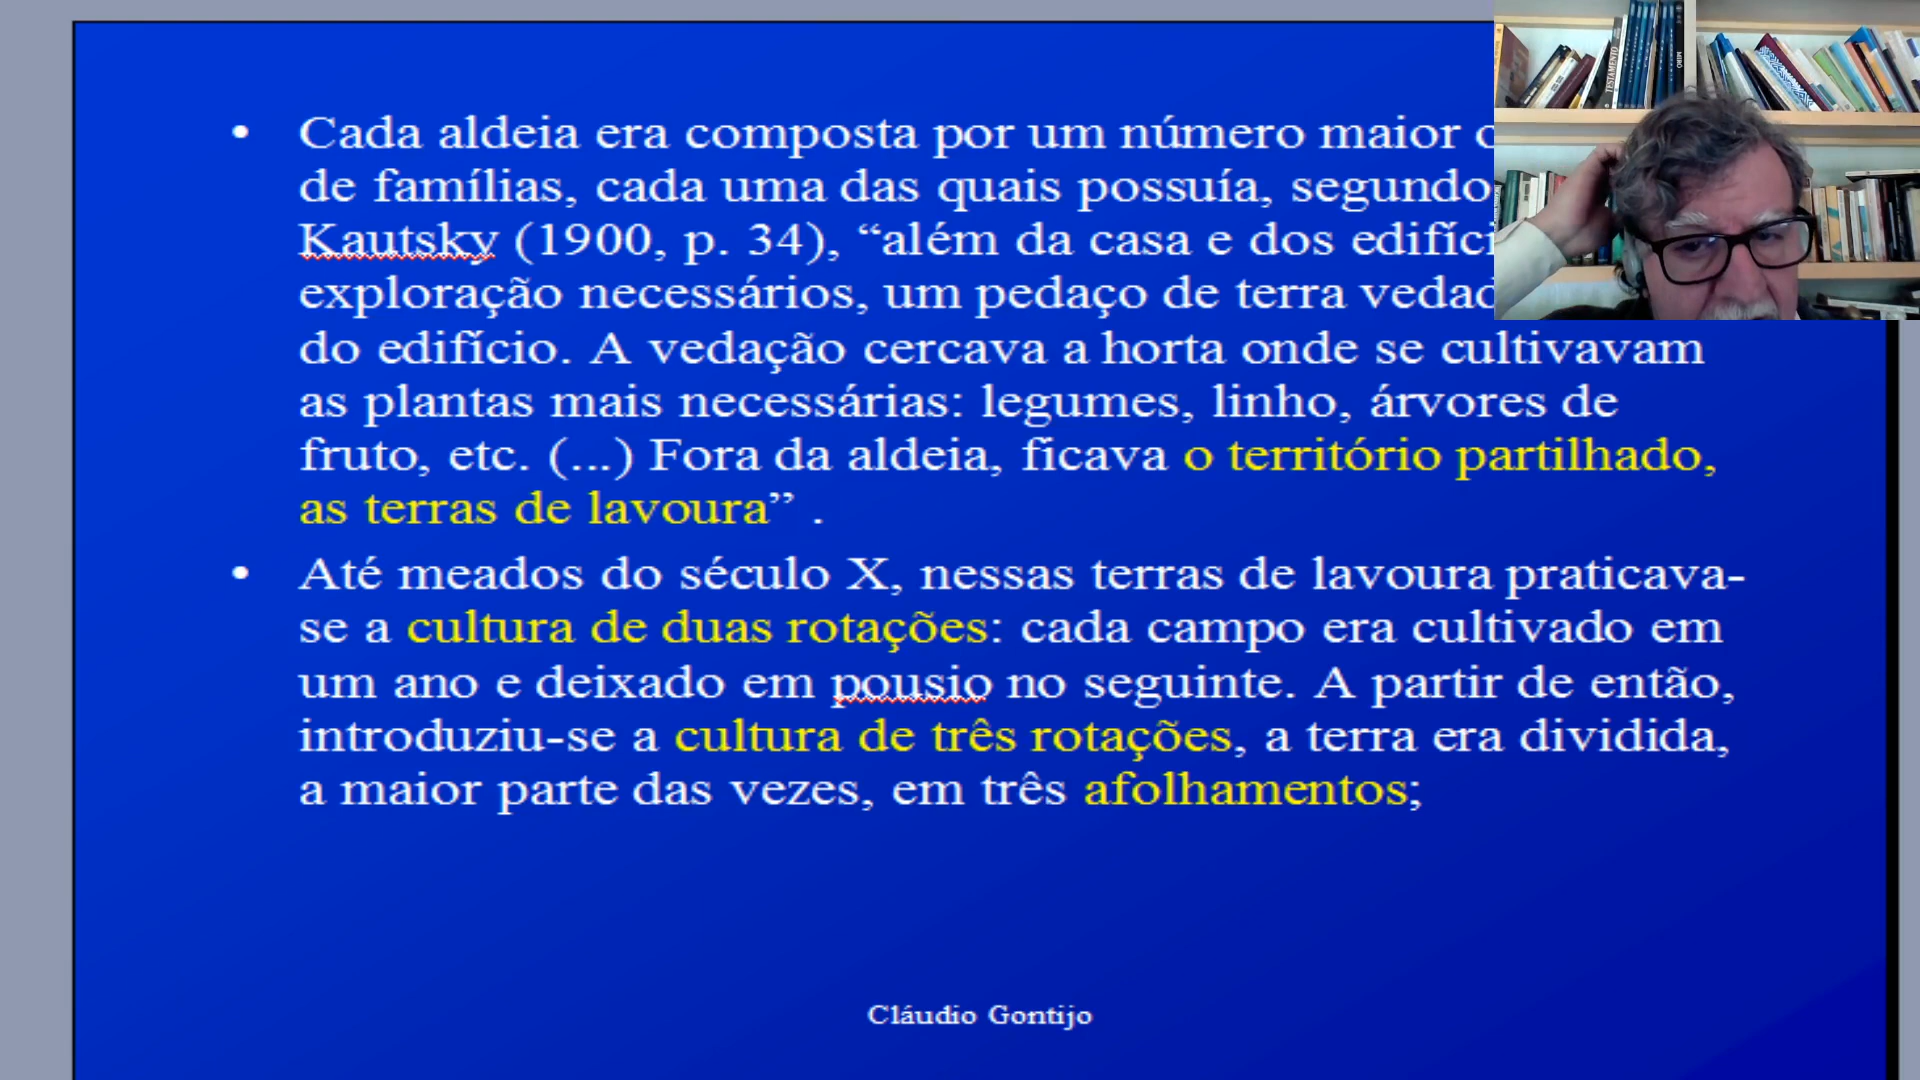 • Cada aldeia era composta por um número maior
de famílias, cada uma das quais possuía, segundo
Kautsky (1900, p. 34), “além da casa e dos
exploração necessários, um pedaço de terra
do edifício. A vedação cercava a horta onde se cultivavam
as plantas mais necessárias: legumes, linho, árvores de
fruto, etc. (...) Fora da aldeia, ficava o território partilhado,
as terras de lavoura” .
• Até meados do século X, nessas terras de lavoura praticava-
se a cultura de duas rotações: cada campo era cultivado em
um ano e deixado em pousio no seguinte. A partir de então,
introduziu-se a cultura de três rotações, a terra era dividida,
a maior parte das vezes, em três afolhamentos;
Cláudio Gontijo